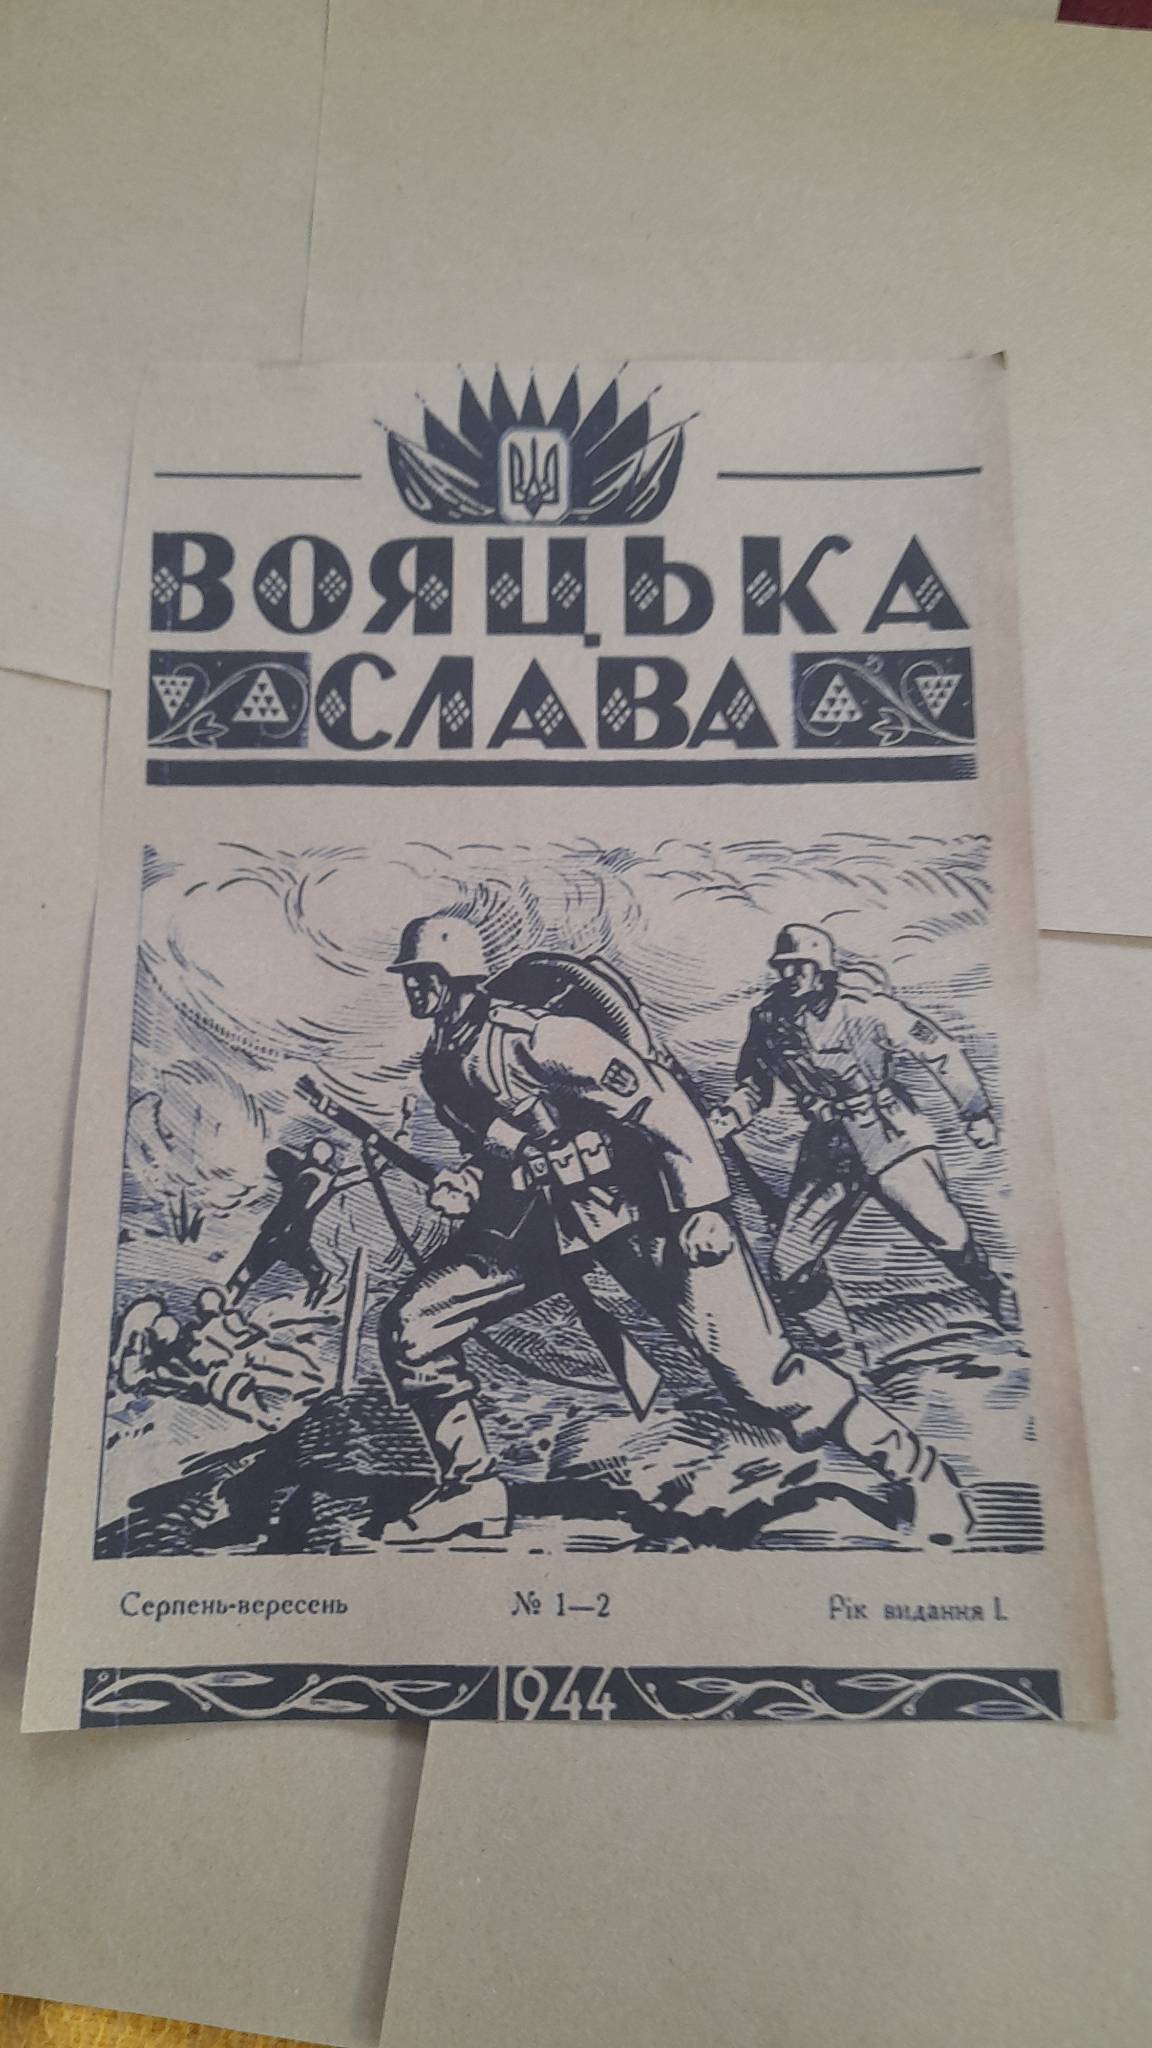 ВОЯЦЬКА
СЛАВА
Серпень-вересень № 1—2 Рік видання I.
1944